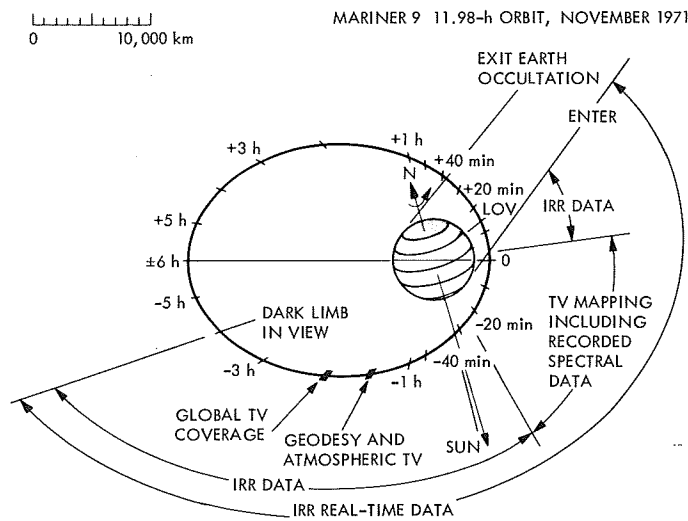 MARINER 9 11.98-h ORBIT, NOVEMBER 1971
0
10,000 km
EXIT EARTH
OCCULTATION
ENTER
+3 h
+1 h
+40 min
N
+20 min
LOV
IRR DATA
+5 h
±6 h
0
-5 h
DARK LIMB
IN VIEW
-20 min
TV MAPPING
INCLUDING
RECORDED
SPECTRAL
DATA
-3 h
-1 h
-40 min
GLOBAL TV
COVERAGE
GEODESY AND
ATMOSPHERIC TV
SUN
IRR DATA
IRR REAL-TIME DATA